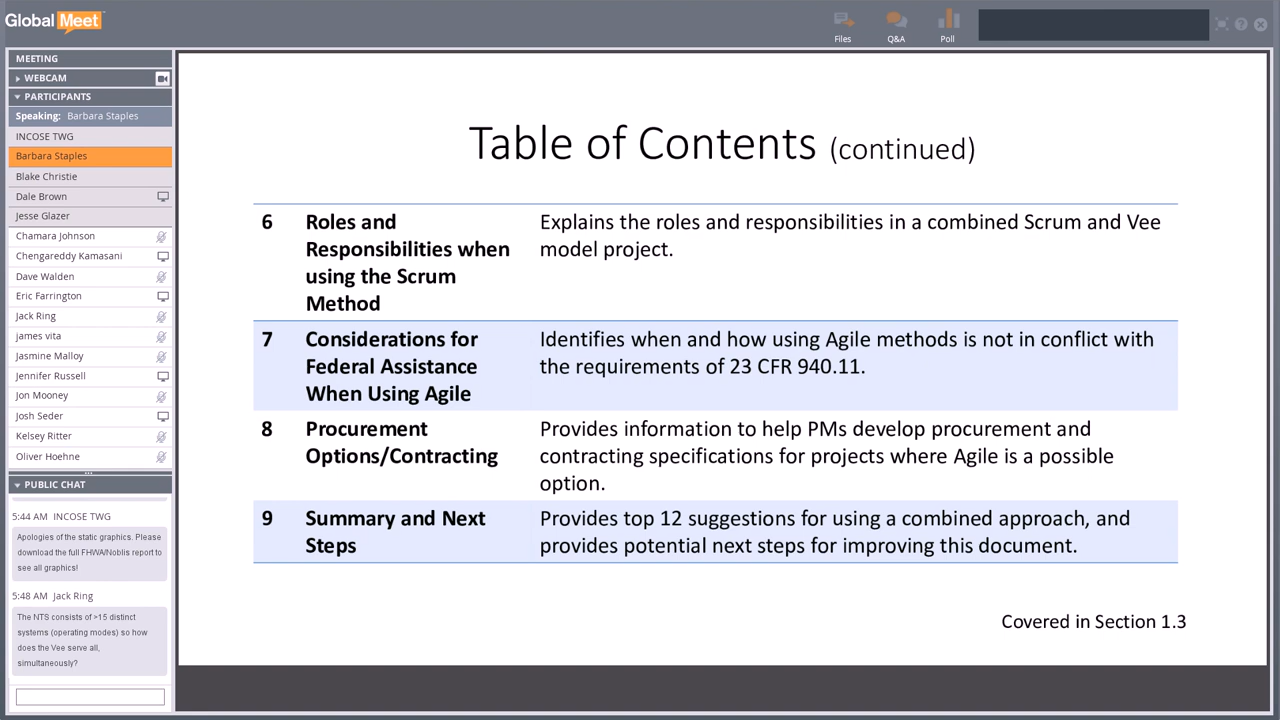 Global Meet
Files
Q&A
Poll
MEETING
WEBCAM
PARTICIPANTS
Speaking: Barbara Staples
INCOSE TWG
Barbara Staples
Blake Christie
Dale Brown
Jesse Glazer
Chamara Johnson
Chengareddy Kamasani
Dave Walden
Eric Farrington
Jack Ring
james vita
Jasmine Malloy
Jennifer Russell
Jon Mooney
Josh Seder
Kelsey Ritter
Oliver Hoehne
PUBLIC CHAT
5:44 AM INCOSE TWG
Apologies of the static graphics. Please
download the full FHWA/Noblis report to
see all graphics!
5:48 AM Jack Ring
The NTS consists of >15 distinct
systems (operating modes) so how
does the Vee serve all,
simultaneously?
Table of Contents (continued)
6
Roles and
Responsibilities when
using the Scrum
Method
Explains the roles and responsibilities in a combined Scrum and Vee
model project.
7
Considerations for
Federal Assistance
When Using Agile
Identifies when and how using Agile methods is not in conflict with
the requirements of 23 CFR 940.11.
8
Procurement
Options/Contracting
Provides information to help PMs develop procurement and
contracting specifications for projects where Agile is a possible
option.
9
Summary and Next
Steps
Provides top 12 suggestions for using a combined approach, and
provides potential next steps for improving this document.
Covered in Section 1.3